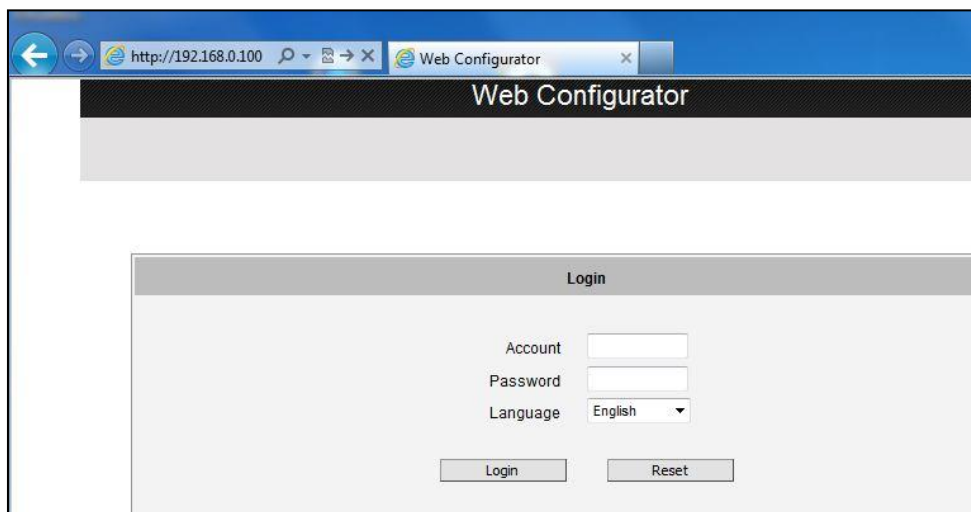 http://192.168.0.100
Web Configurator
Web Configurator
Login
Account
Password
Language English
Login Reset